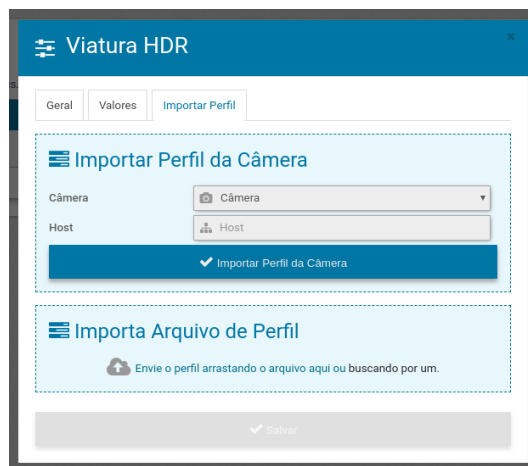 Viatura HDR
Geral Valores Importar Perfil
Importar Perfil da Câmera
Câmera Câmera
Host Host
Importar Perfil da Câmera
Importa Arquivo de Perfil
Envie o perfil arrastando o arquivo aqui ou buscando por um.
Salvar